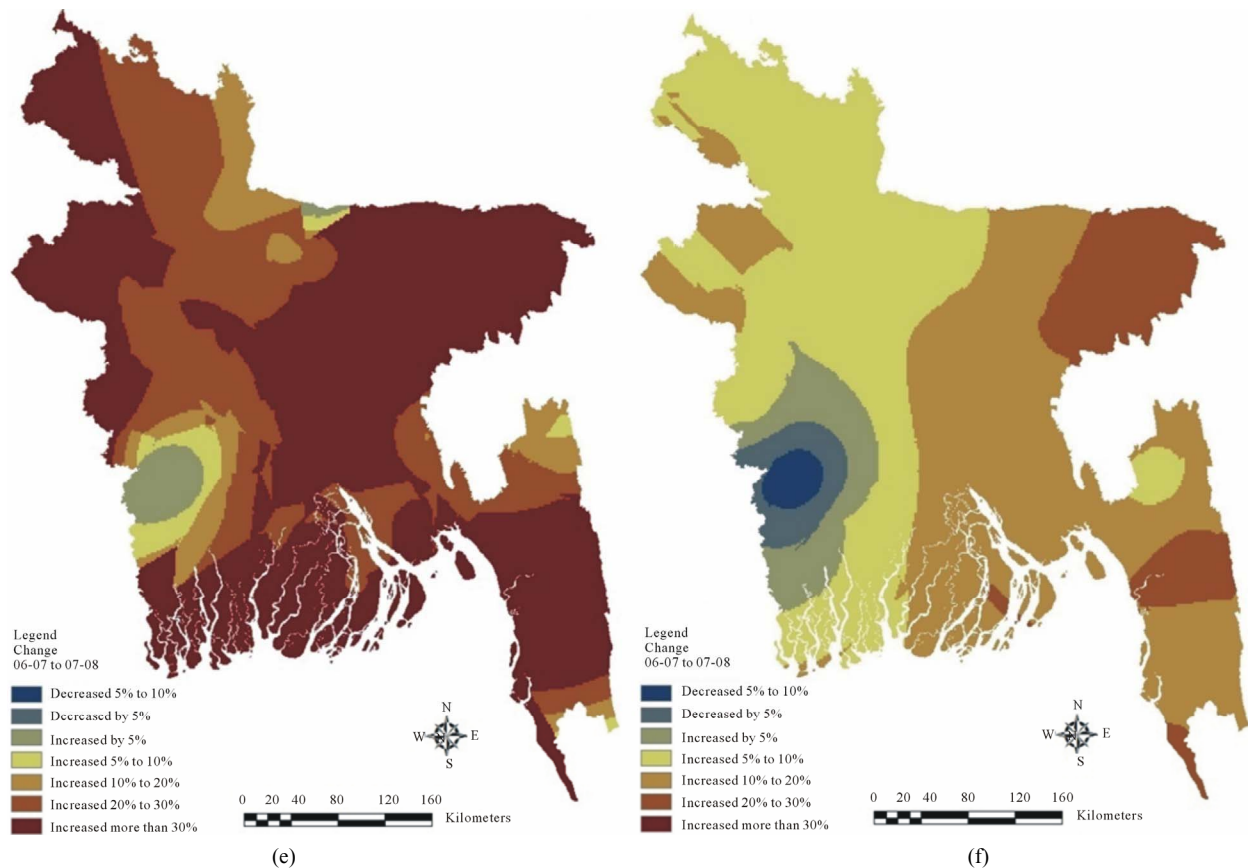 Legend
Change
06-07 to 07-08
Decreased 5% to 10%
Decreased by 5%
Increased by 5%
Increased 5% to 10%
Increased 10% to 20%
Increased 20% to 30%
Increased more than 30%
N
W E
S
0 20 40 80 120 160
Kilometers
(e)
Legend
Change
06-07 to 07-08
Decreased 5% to 10%
Decreased by 5%
Increased by 5%
Increased 5% to 10%
Increased 10% to 20%
Increased 20% to 30%
Increased more than 30%
N
W E
S
0 20 40 80 120 160
Kilometers
(f)